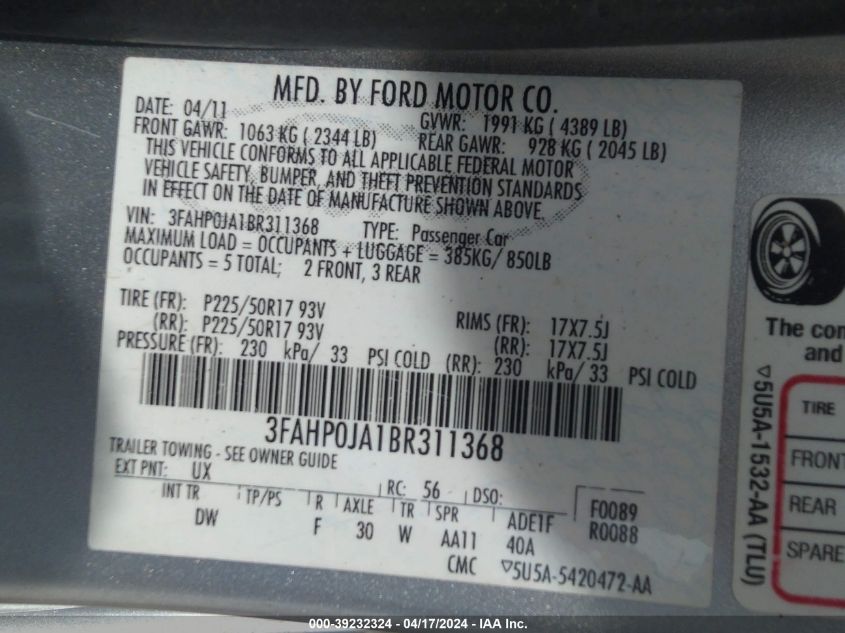 MFD. BY FORD MOTOR CO.
DATE: 04/11 GVWR: 1991 KG ( 4389 LB)
FRONT GAWR: 1063 KG ( 2344 LB) REAR GAWR: 928 KG ( 2045 LB)
THIS VEHICLE CONFORMS TO ALL APPLICABLE FEDERAL MOTOR
VEHICLE SAFETY, BUMPER, AND THEFT PREVENTION STANDARDS
IN EFFECT ON THE DATE OF MANUFACTURE SHOWN ABOVE.
VIN: 3FAHP0JA1BR311368 TYPE: Passenger Car
MAXIMUM LOAD = OCCUPANTS + LUGGAGE = 385KG/ 850LB
OCCUPANTS = 5 TOTAL; 2 FRONT, 3 REAR
TIRE (FR): P225/50R17 93V RIMS (FR): 17X7.5J
(RR): P225/50R17 93V (RR): 17X7.5J
PRESSURE (FR): 230 kPa/ 33 PSI COLD (RR): 230 kPa/ 33 PSI COLD
3FAHP0JA1BR311368
TRAILER TOWING - SEE OWNER GUIDE
EXT PNT: UX RC: 56 DSO: F0089
R0088
INT TR TP/PS R AXLE TR SPR ADE1F
DW F 30 W AA11 40A
CMC ▽5U5A-5420472-AA
The con
and
TIRE
FRONT
REAR
SPARE
▽5U5A-1532-AA (TLU)
000-39232324 - 04/17/2024 - IAA Inc.